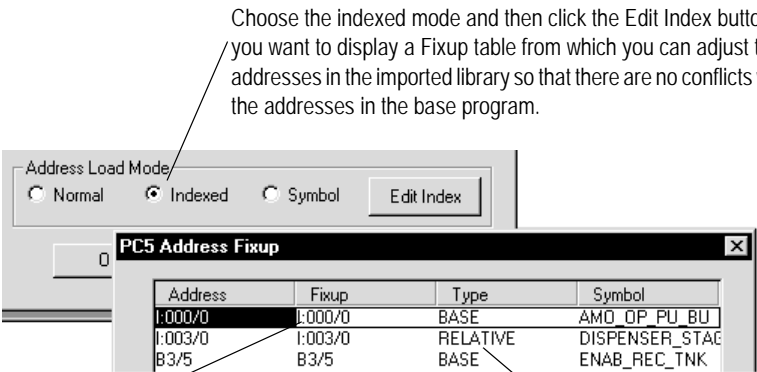 Choose the indexed mode and then click the Edit Index
you want to display a Fixup table from which you can adjust
addresses in the imported library so that there are no conflicts
the addresses in the base program.
Address Load Mode
Normal Indexed Symbol Edit Index
PC5 Address Fixup
Address Fixup Type Symbol
I:000/0 I:000/0 BASE AMO_OP_PU_BU
I:003/0 I:003/0 RELATIVE DISPENSER_STAG
B3/5 B3/5 BASE ENAB_REC_TNK